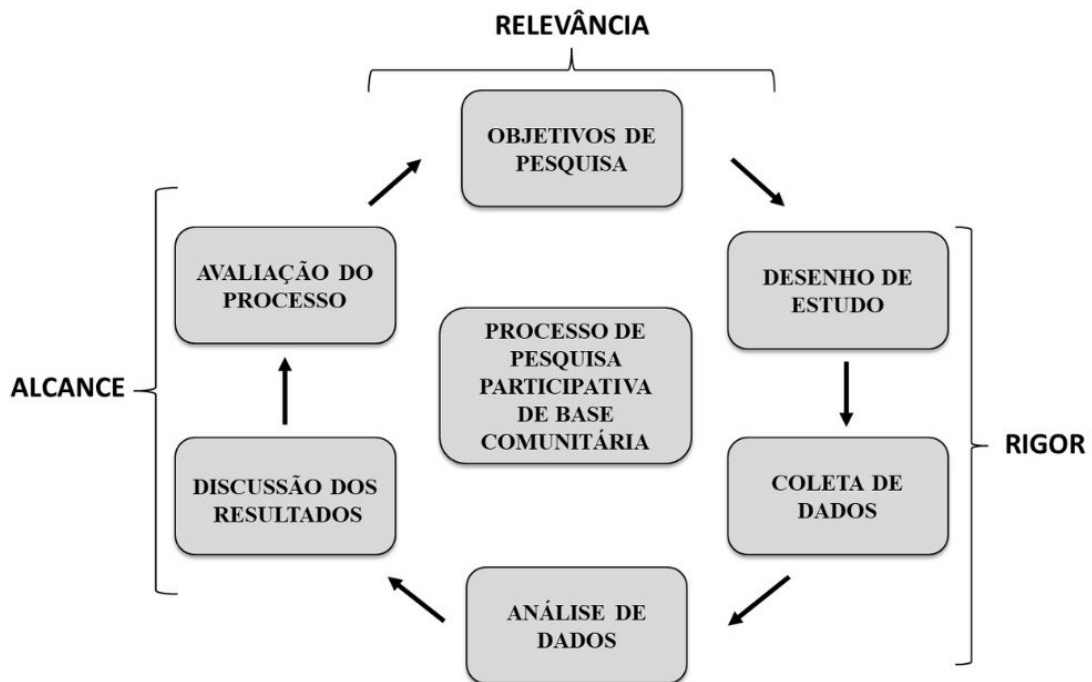 RELEVÂNCIA
OBJETIVOS DE
PESQUISA
AVALIAÇÃO DO
PROCESSO
DESENHO DE
ESTUDO
PROCESSO DE
PESQUISA
PARTICIPATIVA
DE BASE
COMUNITÁRIA
ALCANCE
RIGOR
DISCUSSÃO DOS
RESULTADOS
COLETA DE
DADOS
ANÁLISE DE
DADOS